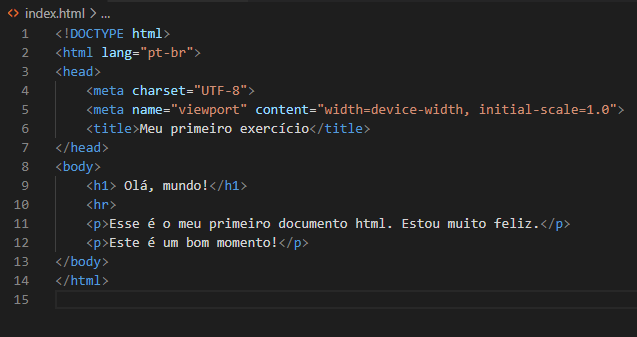 <> index.html > ...
1 <!DOCTYPE html>
2 <html lang="pt-br">
3 <head>
4     <meta charset="UTF-8">
5     <meta name="viewport" content="width=device-width, initial-scale=1.0">
6     <title>Meu primeiro exercício</title>
7 </head>
8 <body>
9     <h1> Olá, mundo!</h1>
10     <hr>
11     <p>Esse é o meu primeiro documento html. Estou muito feliz.</p>
12     <p>Este é um bom momento!</p>
13 </body>
14 </html>
15